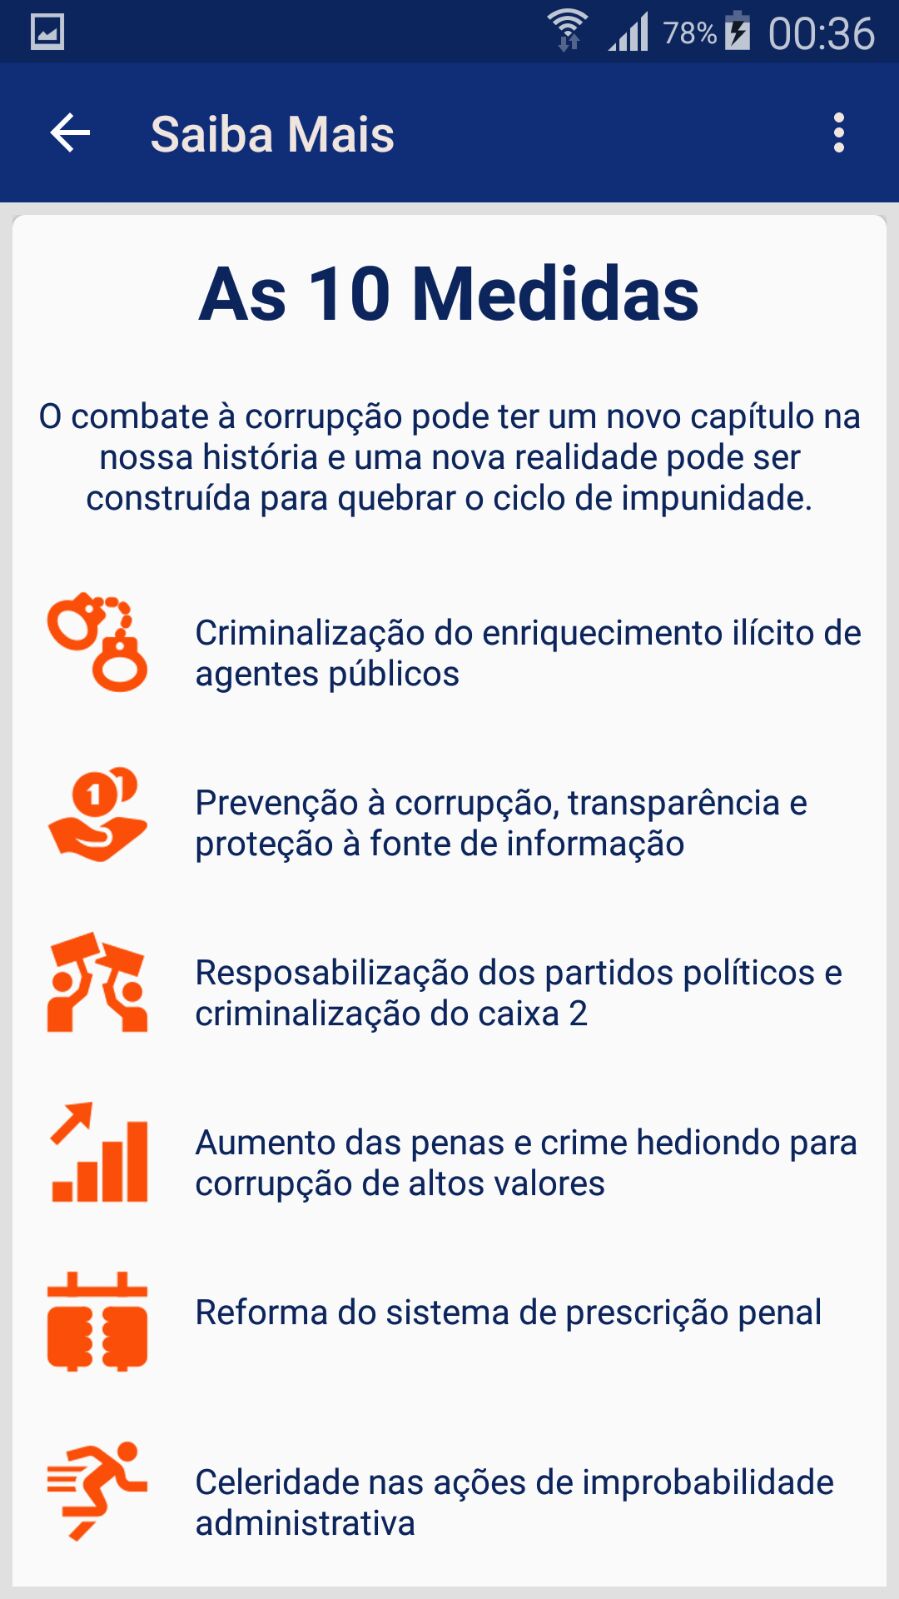 78% 00:36
Saiba Mais
As 10 Medidas
O combate à corrupção pode ter um novo capítulo na
nossa história e uma nova realidade pode ser
construída para quebrar o ciclo de impunidade.
Criminalização do enriquecimento ilícito de
agentes públicos
1
Prevenção à corrupção, transparência e
proteção à fonte de informação
Resposabilização dos partidos políticos e
criminalização do caixa 2
Aumento das penas e crime hediondo para
corrupção de altos valores
Reforma do sistema de prescrição penal
Celeridade nas ações de improbabilidade
administrativa